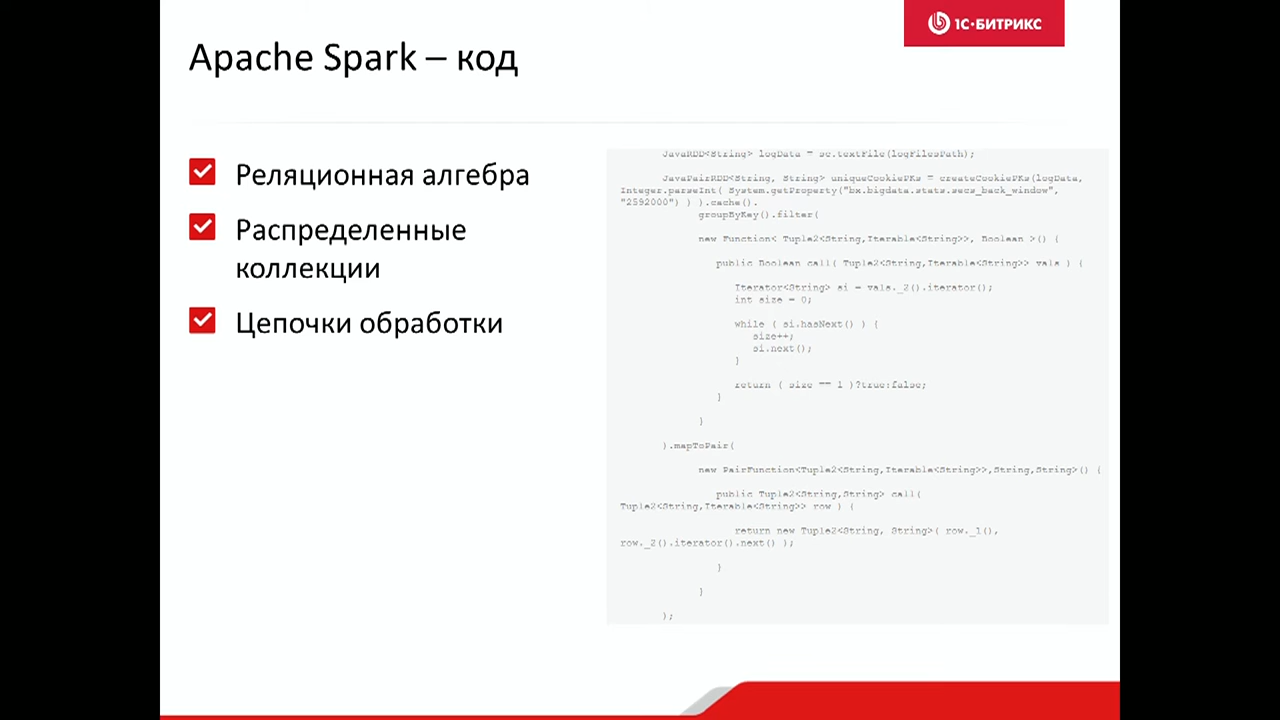 1С-БИТРИКС
Apache Spark – код
Реляционная алгебра
Распределенные
коллекции
Цепочки обработки
JavaRDD<String> logData = sc.textFile(logFilesPath);
JavaPairRDD<String, String> uniqueCookiePKs = createCookiePKs(logData,
Integer.parseInt( System.getProperty("bx.bigdata.stats.secs_back_window",
"2592000") ) ).cache().
groupByKey().filter(
new Function< Tuple2<String,Iterable<String>>, Boolean >() {
public Boolean call( Tuple2<String,Iterable<String>> vals ) {
Iterator<String> si = vals._2().iterator();
int size = 0;
while ( si.hasNext() ) {
size++;
si.next();
}
return ( size == 1 )?true:false;
}
}
).mapToPair(
new PairFunction<Tuple2<String,Iterable<String>>,String,String>() {
public Tuple2<String,String> call(
Tuple2<String,Iterable<String>> row ) {
return new Tuple2<String, String>( row._1(),
row._2().iterator().next() );
}
}
);